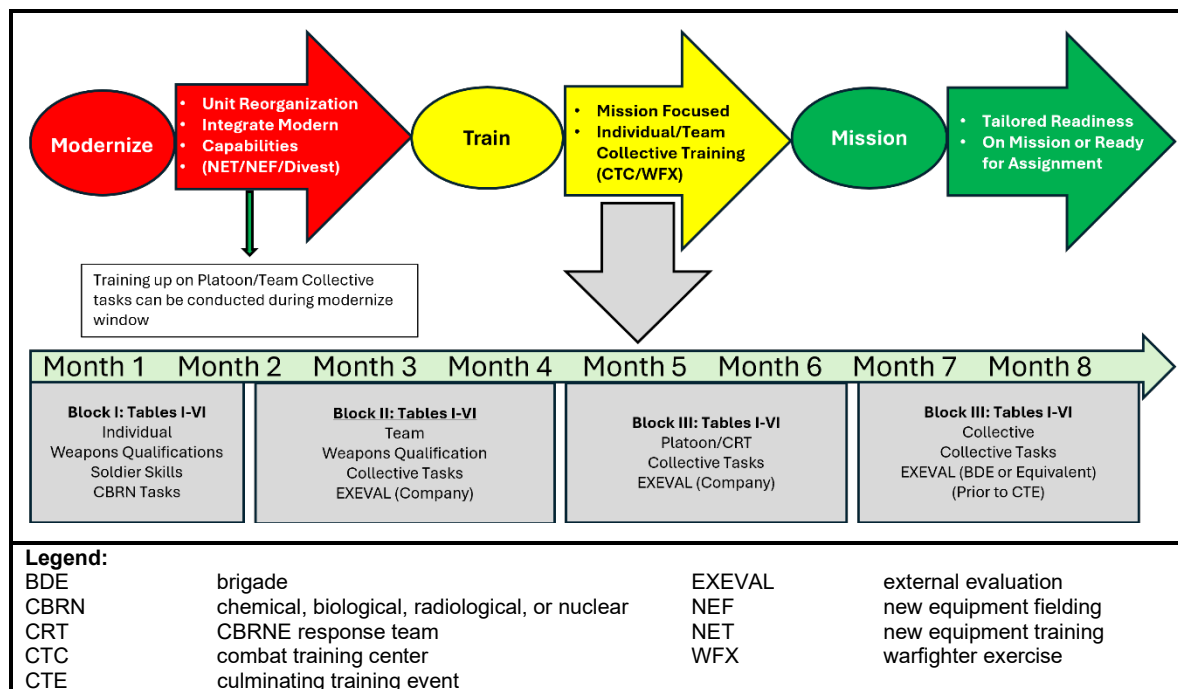 Modernize
• Unit Reorganization
• Integrate Modern
• Capabilities
• (NET/NEF/Divest)
Train
• Mission Focused
• Individual/Team
Collective Training
(CTC/WFX)
Mission
• Tailored Readiness
• On Mission or Ready
for Assignment
Training up on Platoon/Team Collective
tasks can be conducted during modernize
window
Month 1 Month 2 Month 3 Month 4 Month 5 Month 6 Month 7 Month 8
Block I: Tables I-VI
Individual
Weapons Qualifications
Soldier Skills
CBRN Tasks
Block II: Tables I-VI
Team
Weapons Qualification
Collective Tasks
EXEVAL (Company)
Block III: Tables I-VI
Platoon/CRT
Collective Tasks
EXEVAL (Company)
Block III: Tables I-VI
Collective
Collective Tasks
EXEVAL (BDE or Equivalent)
(Prior to CTE)
Legend:
BDE brigade
CBRN chemical, biological, radiological, or nuclear
CRT CBRNE response team
CTC combat training center
CTE culminating training event
EXEVAL external evaluation
NEF new equipment fielding
NET new equipment training
WFX warfighter exercise